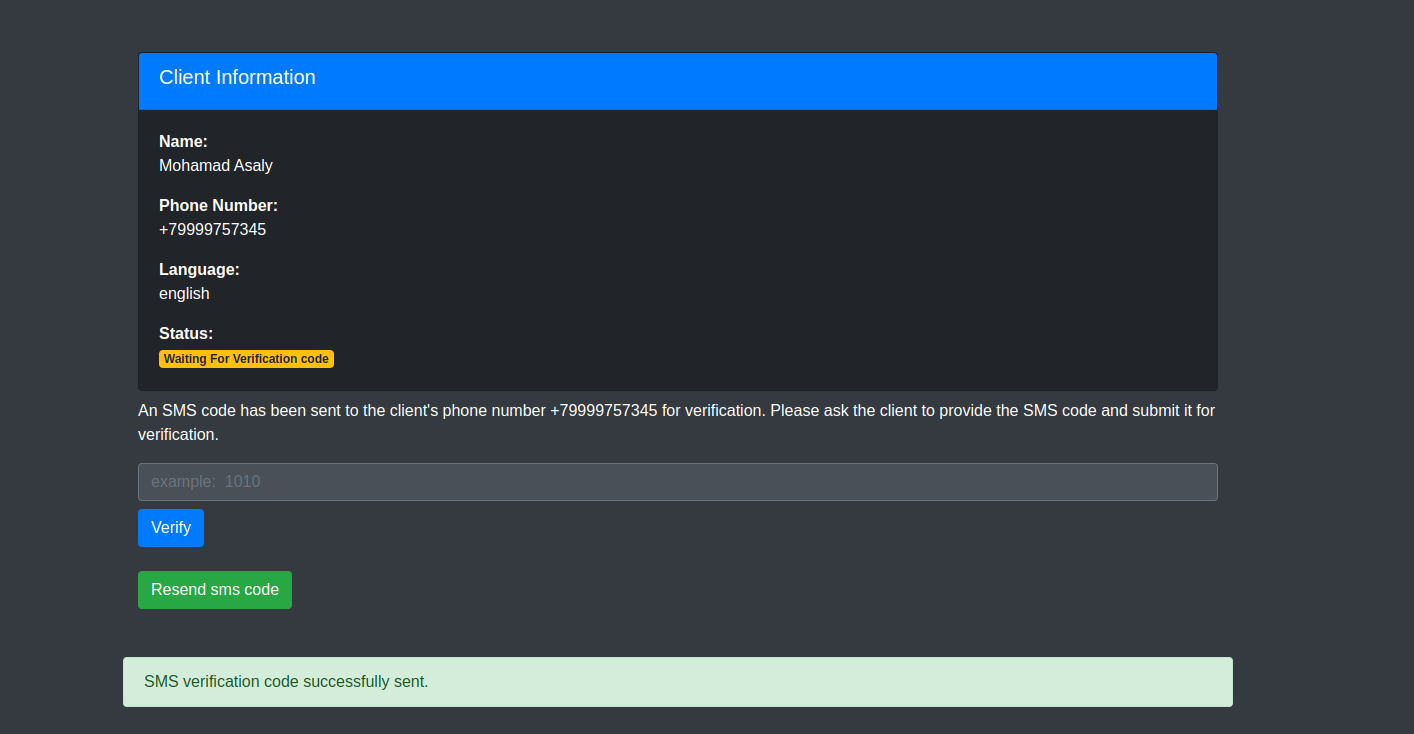 Client Information
Name:
Mohamad Asaly
Phone Number:
+79999757345
Language:
english
Status:
Waiting For Verification code
An SMS code has been sent to the client's phone number +79999757345 for verification. Please ask the client to provide the SMS code and submit it for
verification.
example:  1010
Verify
Resend sms code
SMS verification code successfully sent.